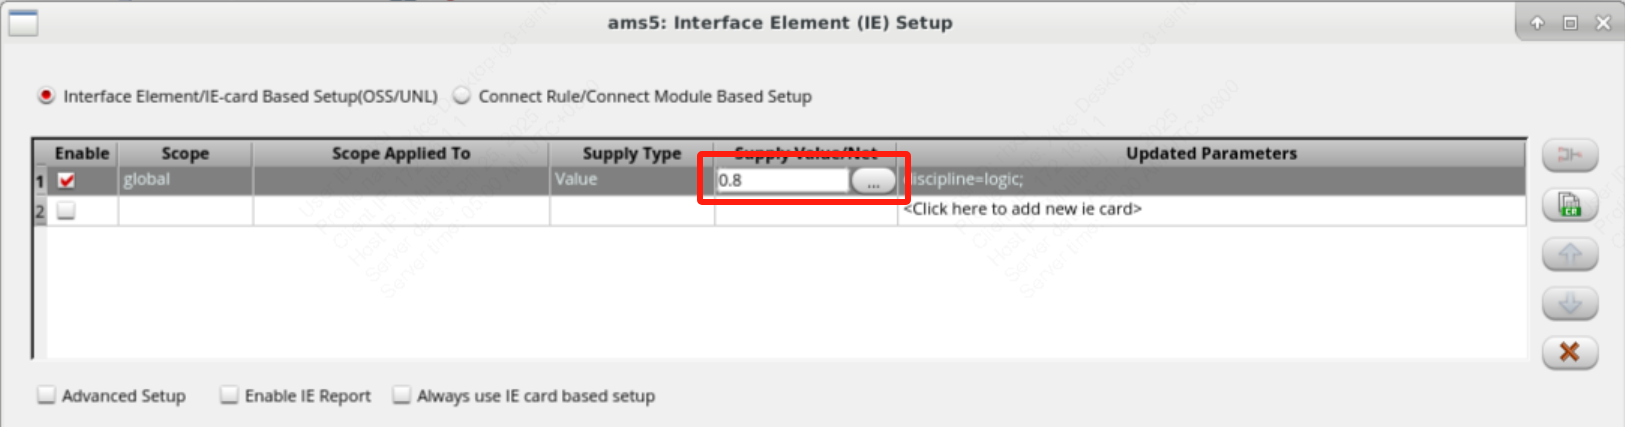 ams5: Interface Element (IE) Setup
Interface Element/IE-card Based Setup(OSS/UNL) Connect Rule/Connect Module Based Setup
Enable Scope Scope Applied To Supply Type Supply Value/Net Updated Parameters
1 global Value 0.8 ... discipline=logic;
2 <Click here to add new ie card>
CR
Advanced Setup Enable IE Report Always use IE card based setup